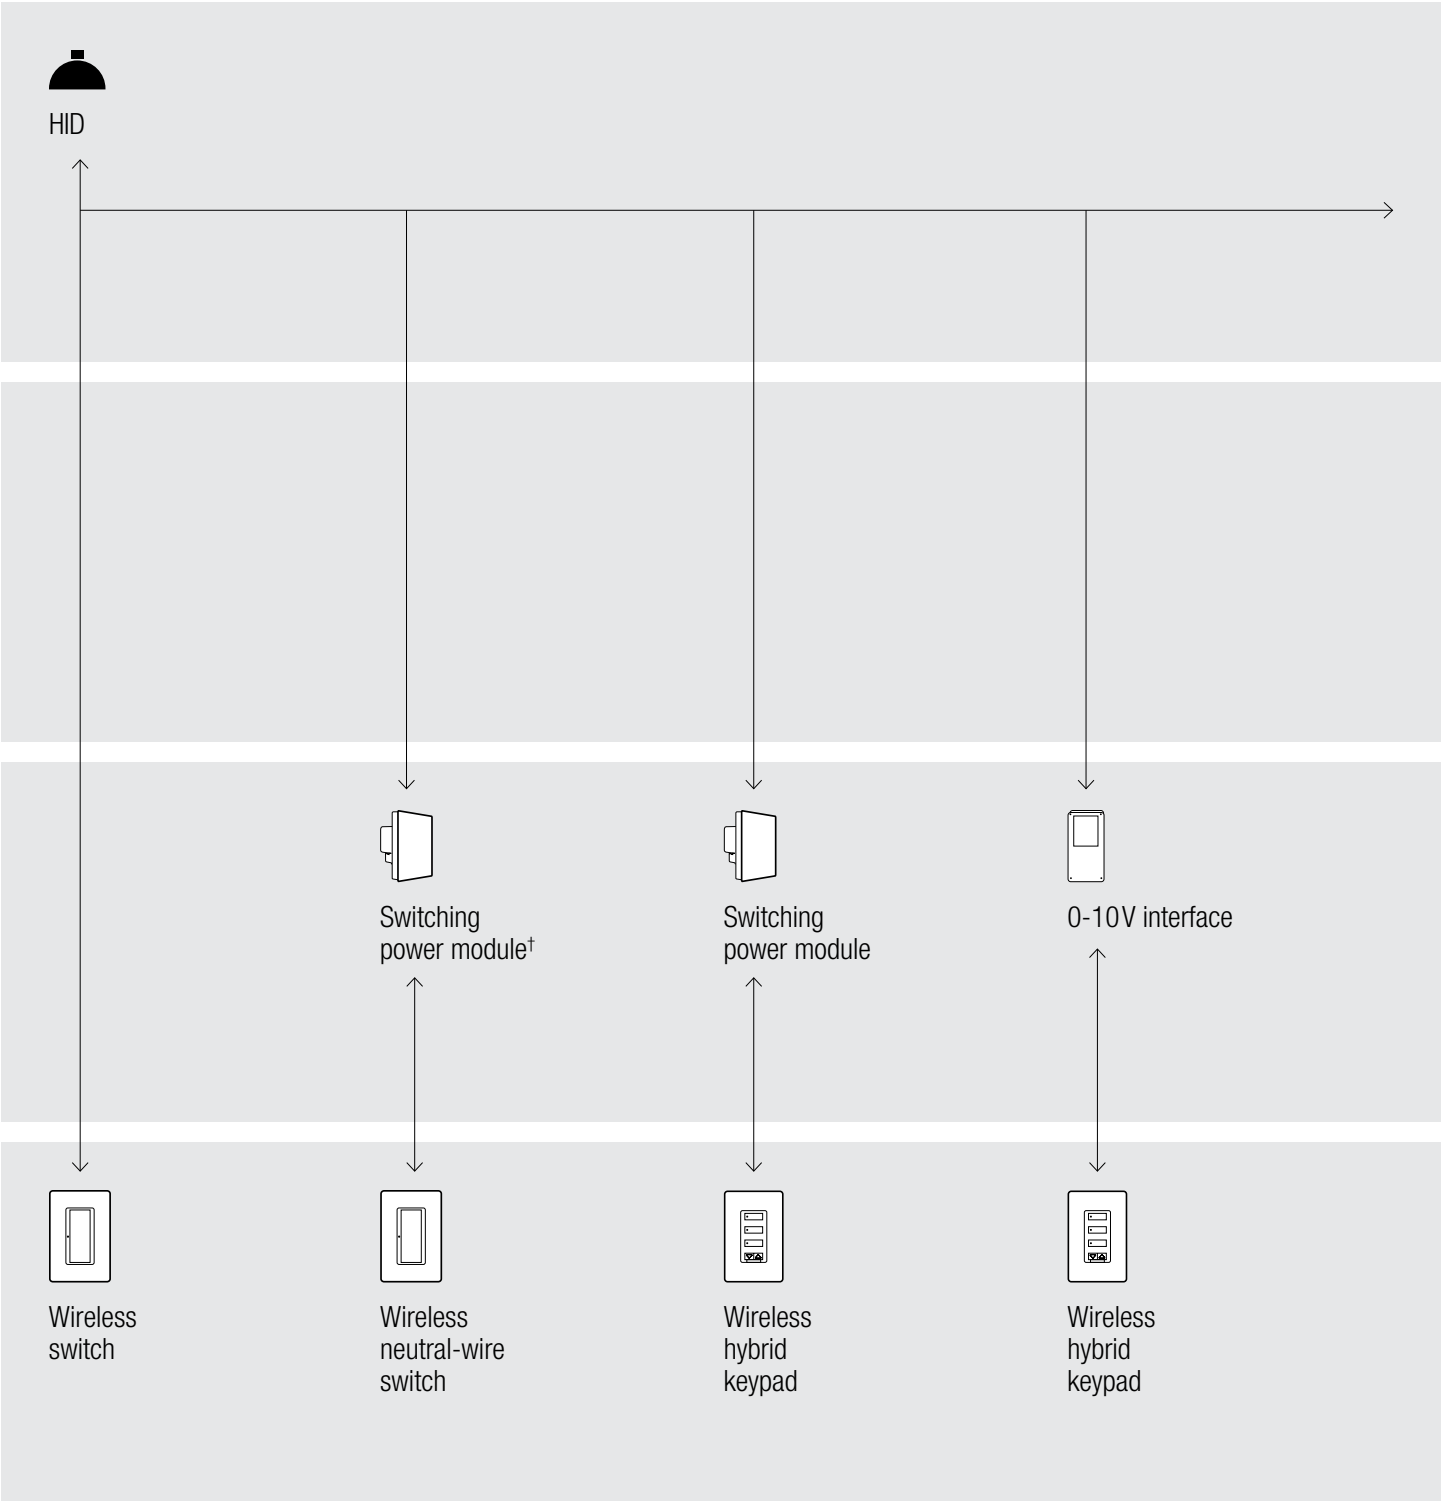 HID
Switching
power module†
Switching
power module
0-10V interface
Wireless
switch
Wireless
neutral-wire
switch
Wireless
hybrid
keypad
Wireless
hybrid
keypad